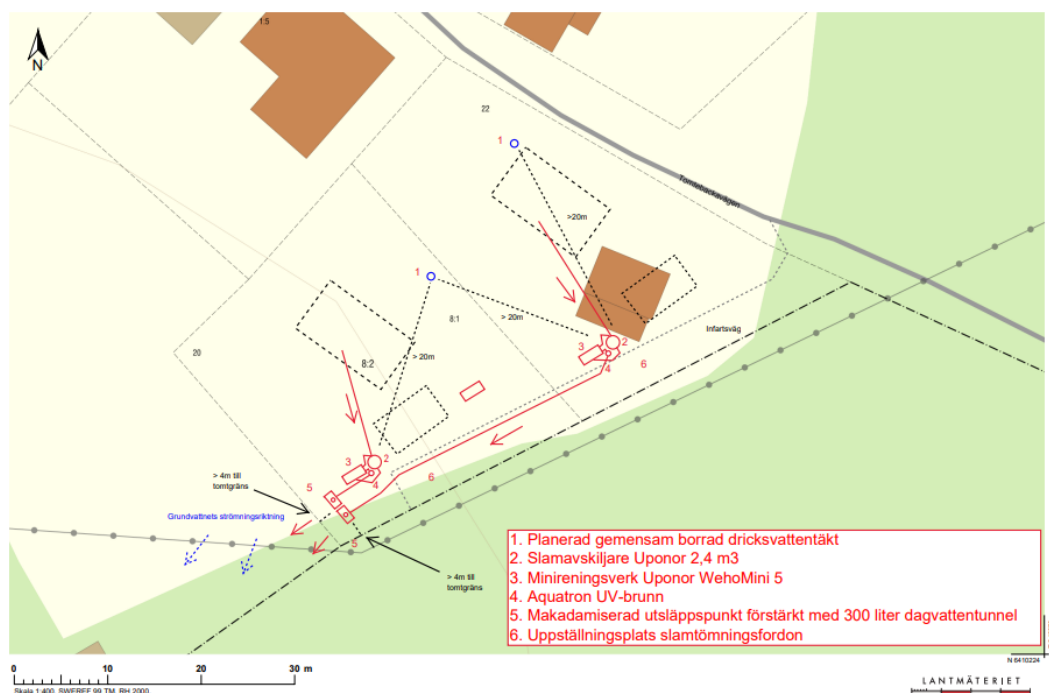 1:5
N
22
1
Tomtebackavägen
>20m
1
8:1
> 20m
Infartsväg
20
8:2
> 20m
3
2
4
6
3
2
4
6
5
> 4m till
tomtgräns
Grundvattnets strömningsriktning
5
> 4m till
tomtgräns
1. Planerad gemensam borrad dricksvattentäkt
2. Slamavskiljare Uponor 2,4 m3
3. Minireningsverk Uponor WehoMini 5
4. Aquatron UV-brunn
5. Makadamiserad utsläppspunkt förstärkt med 300 liter dagvattentunnel
6. Uppställningsplats slamtömningsfordon
N 6410224
0 10 20 30 m
Skala 1:400, SWEREF 99 TM, RH 2000.
LANTMÄTERIET